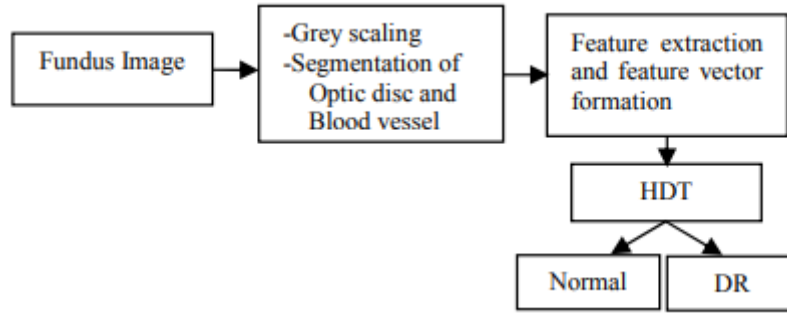 Fundus Image
-Grey scaling
-Segmentation of
Optic disc and
Blood vessel
Feature extraction
and feature vector
formation
HDT
Normal
DR